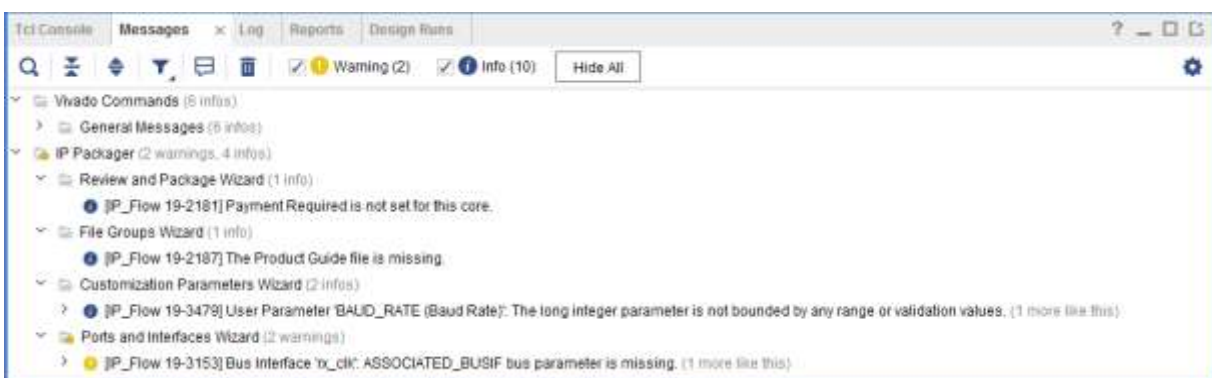 Tcl Console Messages × Log Reports Design Runs ?
Warning (2) Info (10) Hide All
Vivado Commands (6 infos)
General Messages (6 infos)
IP Packager (2 warnings, 4 infos)
Review and Package Wizard (1 info)
[IP_Flow 19-2181] Payment Required is not set for this core.
File Groups Wizard (1 info)
[IP_Flow 19-2187] The Product Guide file is missing.
Customization Parameters Wizard (2 infos)
[IP_Flow 19-3479] User Parameter 'BAUD_RATE (Baud Rate)': The long integer parameter is not bounded by any range or validation values. (1 more like this)
Ports and Interfaces Wizard (2 warnings)
[IP_Flow 19-3153] Bus Interface 'rx_clk': ASSOCIATED_BUSIF bus parameter is missing. (1 more like this)